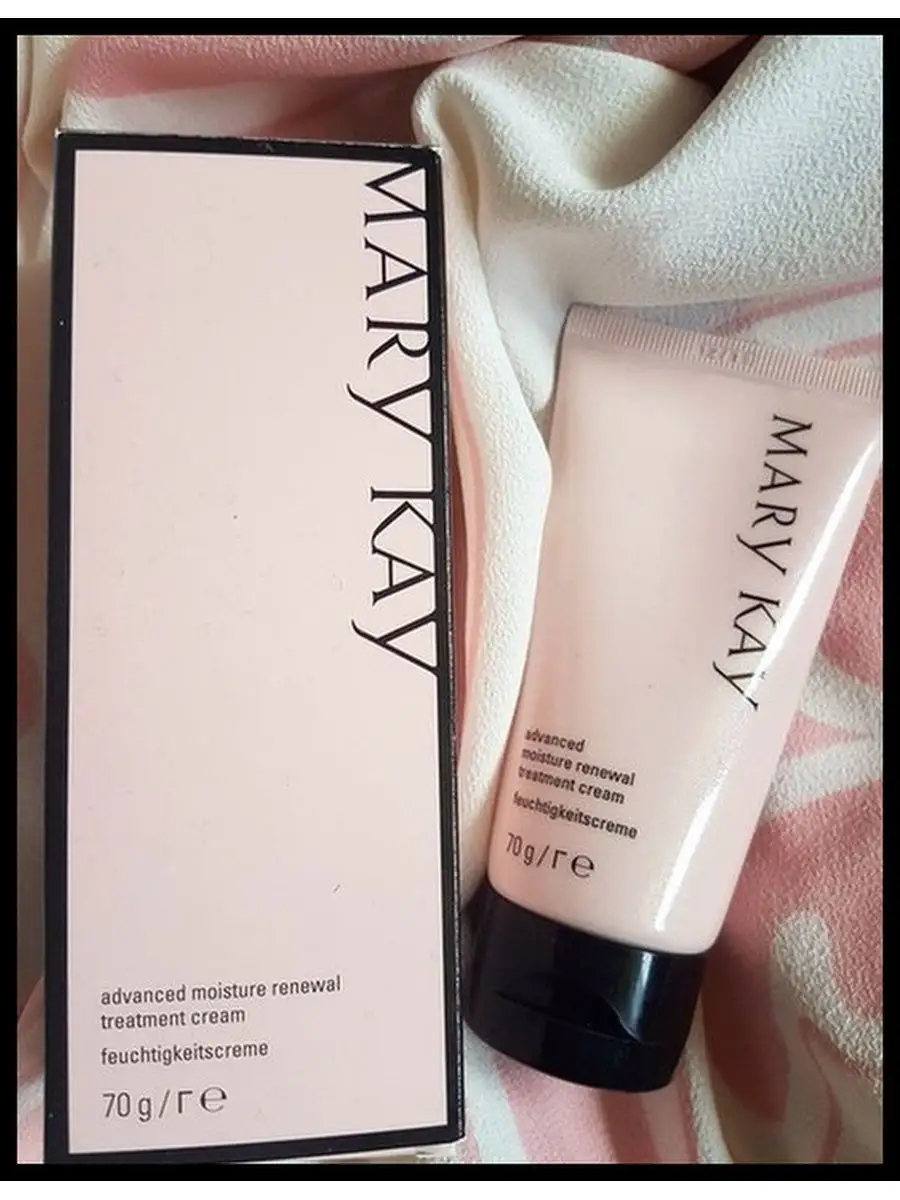 MARY KAY
advanced moisture renewal
treatment cream
feuchtigkeitscreme
70 g / Г ℮
MARY KAY
advanced
moisture renewal
treatment cream
feuchtigkeitscreme
70 g / Г ℮